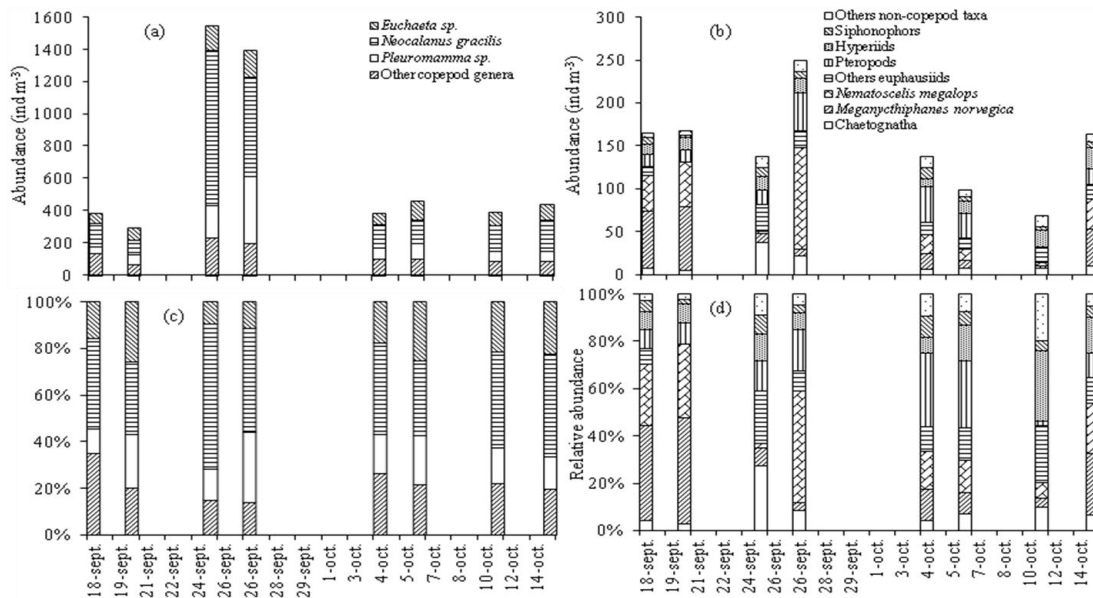 1600
1400
1200
1000
800
600
400
200
0
Abundance (ind m-3)
(a)
Euchaeta sp.
Neocalanus gracilis
Pleuromamma sp.
Other copepod genera
300
250
200
150
100
50
0
Abundance (ind m-3)
(b)
Others non-copepod taxa
Siphonophors
Hyperiids
Pteropods
Others euphausiids
Nematoscelis megalops
Meganycthiphanes norvegica
Chaetognatha
100%
80%
60%
40%
20%
0%
(c)
18-sept.
19-sept.
21-sept.
22-sept.
24-sept.
26-sept.
26-sept.
28-sept.
29-sept.
1-oct.
3-oct.
4-oct.
5-oct.
7-oct.
8-oct.
10-oct.
12-oct.
14-oct.
100%
80%
60%
40%
20%
0%
Relative abundance
(d)
18-sept.
19-sept.
21-sept.
22-sept.
24-sept.
26-sept.
26-sept.
28-sept.
29-sept.
1-oct.
3-oct.
4-oct.
5-oct.
7-oct.
8-oct.
10-oct.
12-oct.
14-oct.